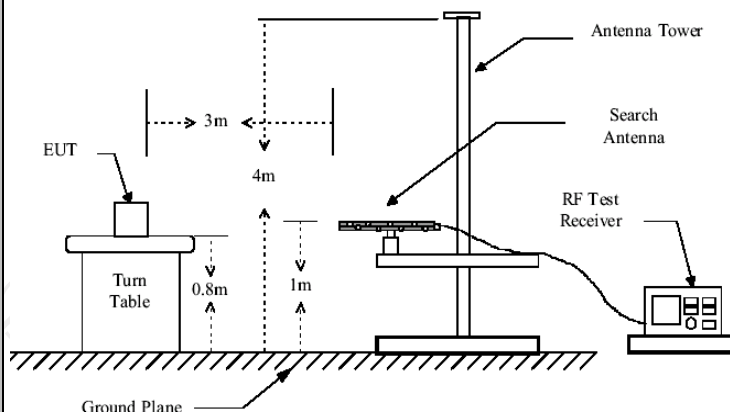 Antenna Tower
3m
Search
Antenna
EUT
4m
RF Test
Receiver
Turn
Table
0.8m
1m
Ground Plane